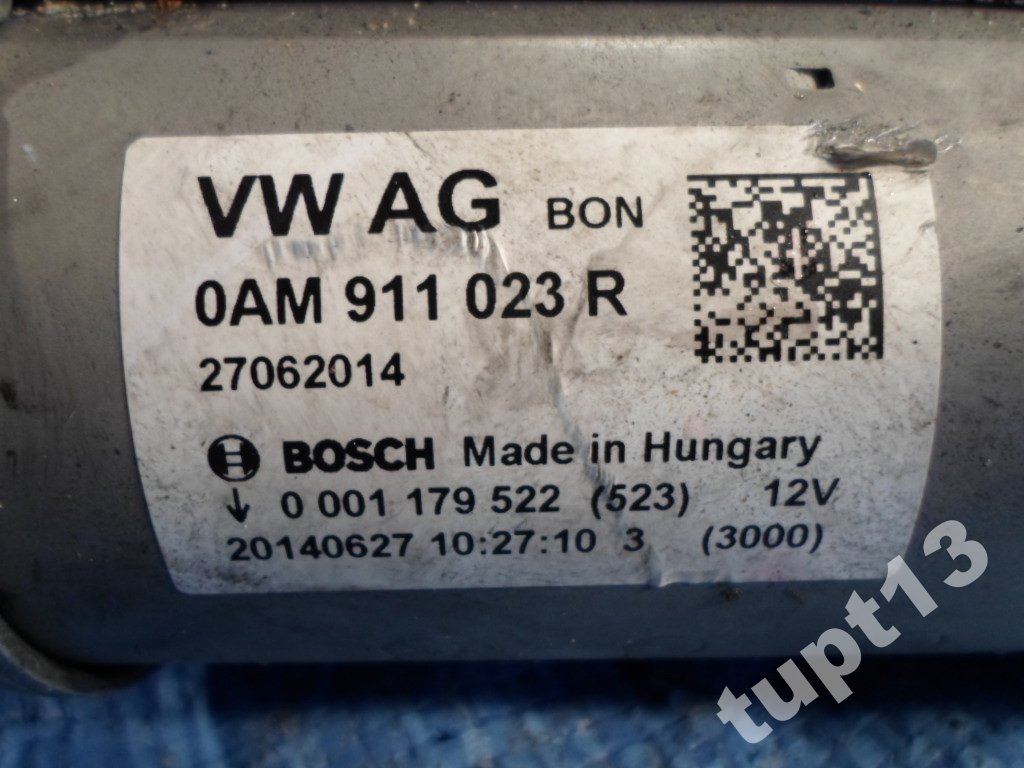 VW AG BON
0AM 911 023 R
27062014
BOSCH Made in Hungary
↓ 0 001 179 522 (523) 12V
20140627 10:27:10 3 (3000)
tupt13